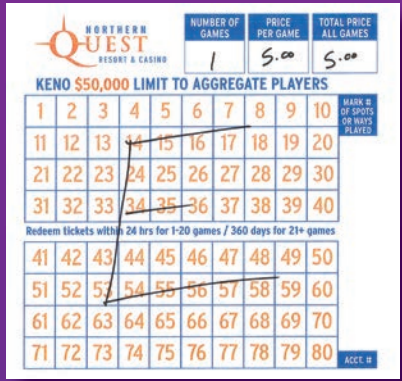 NORTHERN
QUEST
RESORT & CASINO
NUMBER OF GAMES
1
PRICE PER GAME
5.00
TOTAL PRICE ALL GAMES
5.00
KENO $50,000 LIMIT TO AGGREGATE PLAYERS
MARK # OF SPOTS OR WAYS PLAYED
1 2 3 4 5 6 7 8 9 10
11 12 13 14 15 16 17 18 19 20
21 22 23 24 25 26 27 28 29 30
31 32 33 34 35 36 37 38 39 40
Redeem tickets within 24 hrs for 1-20 games / 360 days for 21+ games
41 42 43 44 45 46 47 48 49 50
51 52 53 54 55 56 57 58 59 60
61 62 63 64 65 66 67 68 69 70
71 72 73 74 75 76 77 78 79 80
ACCT. #